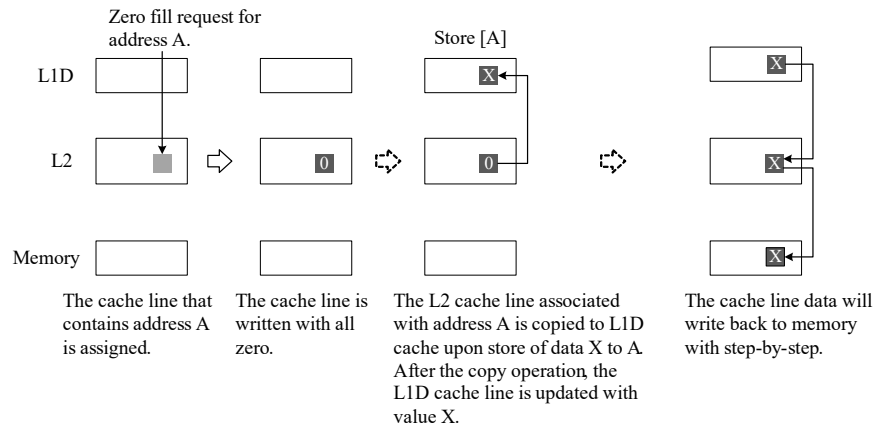 Zero fill request for
address A.
Store [A]
L1D
X
X
L2
0
0
X
Memory
X
The cache line that
contains address A
is assigned.
The cache line is
written with all
zero.
The L2 cache line associated
with address A is copied to L1D
cache upon store of data X to A.
After the copy operation, the
L1D cache line is updated with
value X.
The cache line data will
write back to memory
with step-by-step.